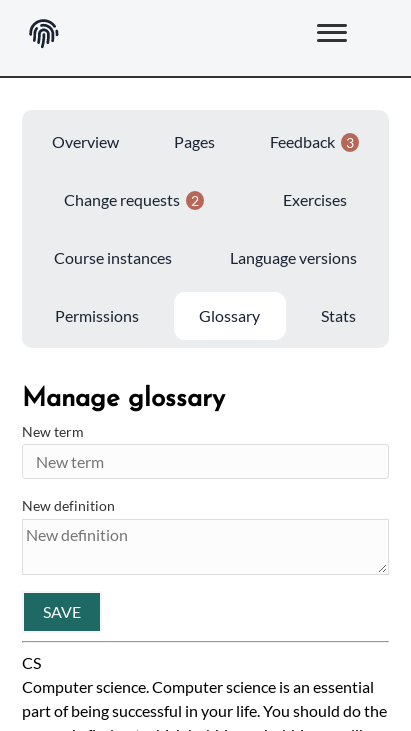 Overview Pages Feedback 3
Change requests 2 Exercises
Course instances Language versions
Permissions Glossary Stats
Manage glossary
New term
New term
New definition
New definition
SAVE
CS
Computer science. Computer science is an essential
part of being successful in your life. You should do the